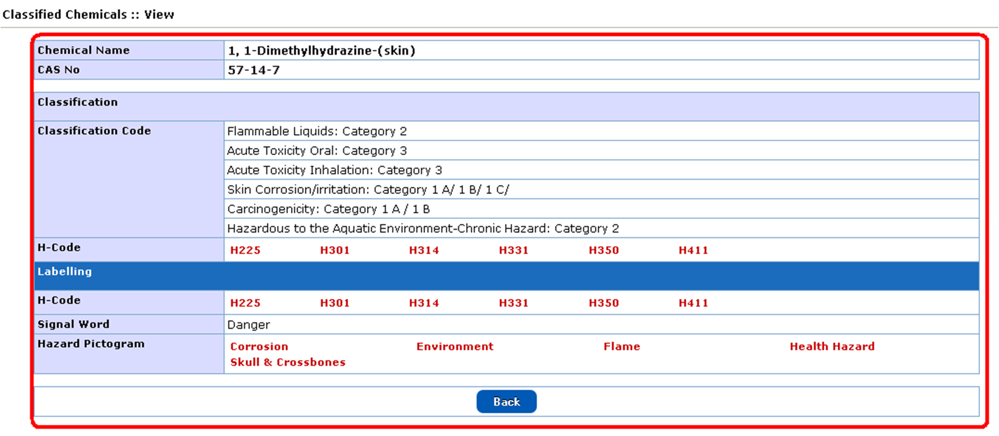 Classified Chemicals :: View
Chemical Name 1, 1-Dimethylhydrazine-(skin)
CAS No 57-14-7
Classification
Classification Code Flammable Liquids: Category 2
Acute Toxicity Oral: Category 3
Acute Toxicity Inhalation: Category 3
Skin Corrosion/irritation: Category 1 A/ 1 B/ 1 C/
Carcinogenicity: Category 1 A / 1 B
Hazardous to the Aquatic Environment-Chronic Hazard: Category 2
H-Code H225 H301 H314 H331 H350 H411
Labelling
H-Code H225 H301 H314 H331 H350 H411
Signal Word Danger
Hazard Pictogram Corrosion Environment Flame Health Hazard
Skull & Crossbones
Back